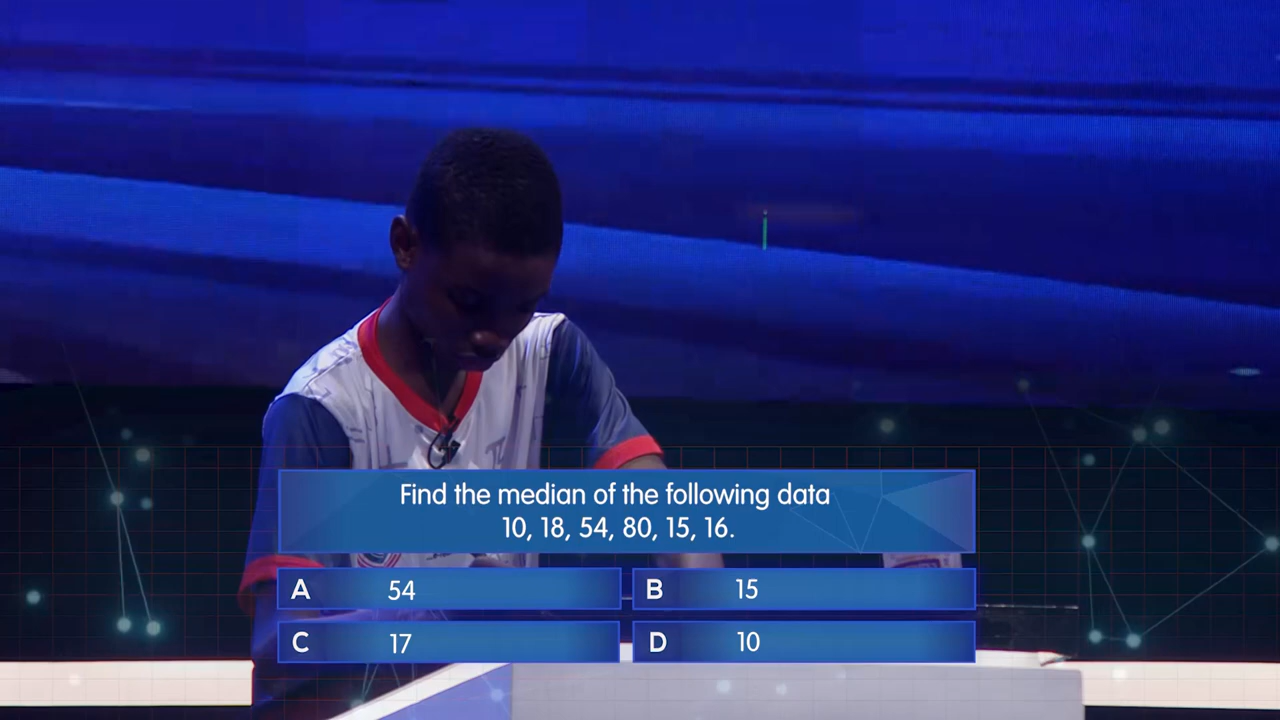 Find the median of the following data
10, 18, 54, 80, 15, 16.
A 54
B 15
C 17
D 10